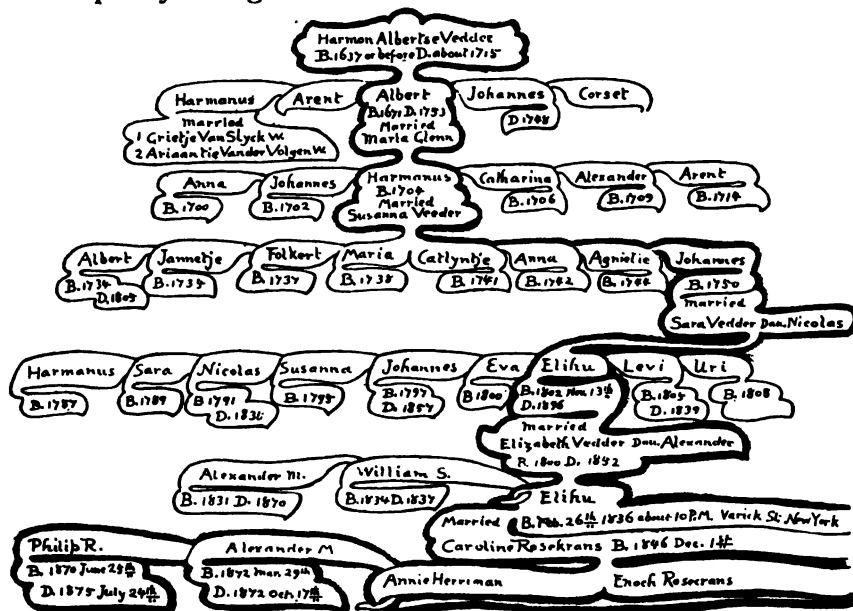 Harmon Albertse Vedder
B. 1637 or before D. about 1715
Harmanus
married
1 Grietje Van Slyck W.
2 Ariaantie Vander Volgen W.
Arent
Albert
B. 1671 D. 1753
Married
Maria Glenn
Johannes
D. 1748
Corset
Anna
B. 1700
Johannes
B. 1702
Harmanus
B. 1704
Married
Susanna Veeder
Catharina
B. 1706
Alexander
B. 1709
Arent
B. 1714
Albert
B. 1734
D. 1805
Jannetje
B. 1735
Folkert
B. 1737
Maria
B. 1738
Catlyntje
B. 1741
Anna
B. 1742
Agnietie
B. 1744
Johannes
B. 1750
married
Sara Vedder Dau. Nicolas
Harmanus
B. 1787
Sara
B. 1789
Nicolas
B. 1791
Susanna
B. 1795
Johannes
B. 1797
D. 1857
Eva
B. 1800
Elihu
B. 1802 Nov. 13th
D. 1896
married
Elizabeth Vedder Dau. Alexander
B. 1800 D. 1852
Levi
B. 1805
D. 1839
Uri
B. 1808
Alexander M.
B. 1831 D. 1870
William S.
B. 1834 D. 1837
Elihu
B. Feb. 26th 1836 about 10 P.M. Varick St: New York
Married
Caroline Rosekrans B. 1846 Dec. 1st
Philip R.
B. 1870 June 25th
D. 1875 July 24th
Alexander M
B. 1872 Mar. 29th
D. 1872 Oct. 17th
Annie Herriman
Enoch Rosecrans